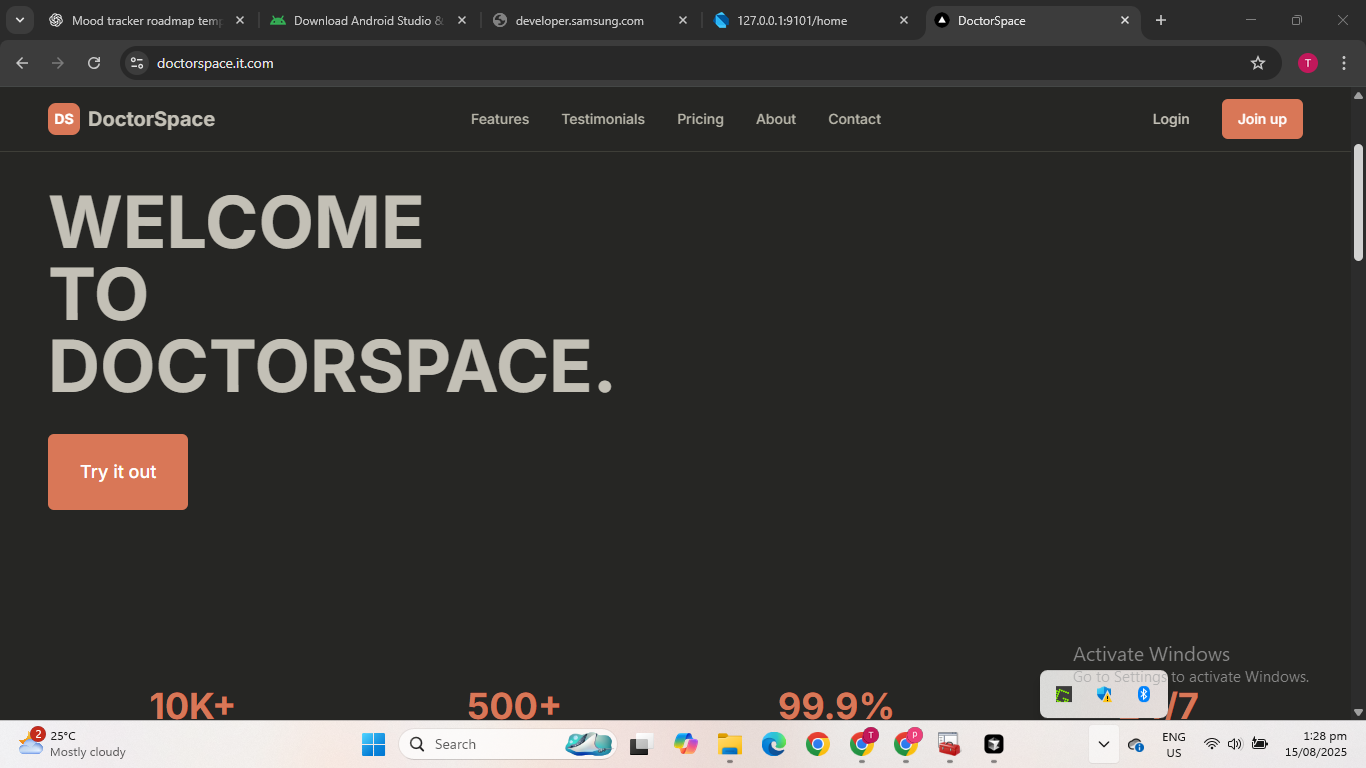 Mood tracker roadmap temp
Download Android Studio &
developer.samsung.com
127.0.0.1:9101/home
DoctorSpace
doctorspace.it.com
T
DS DoctorSpace
Features
Testimonials
Pricing
About
Contact
Login
Join up
WELCOME
TO
DOCTORSPACE.
Try it out
10K+
500+
99.9%
/7
Activate Windows
Go to Settings to activate Windows.
2
25°C
Mostly cloudy
Search
T
P
ENG
US
1:28 pm
15/08/2025